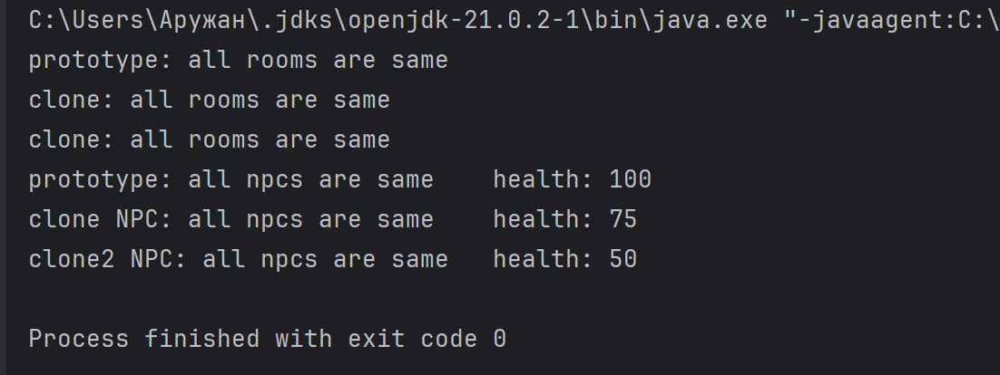 C:\Users\Аружан\.jdks\openjdk-21.0.2-1\bin\java.exe "-javaagent:C:\
prototype: all rooms are same
clone: all rooms are same
clone: all rooms are same
prototype: all npcs are same    health: 100
clone NPC: all npcs are same    health: 75
clone2 NPC: all npcs are same   health: 50
Process finished with exit code 0